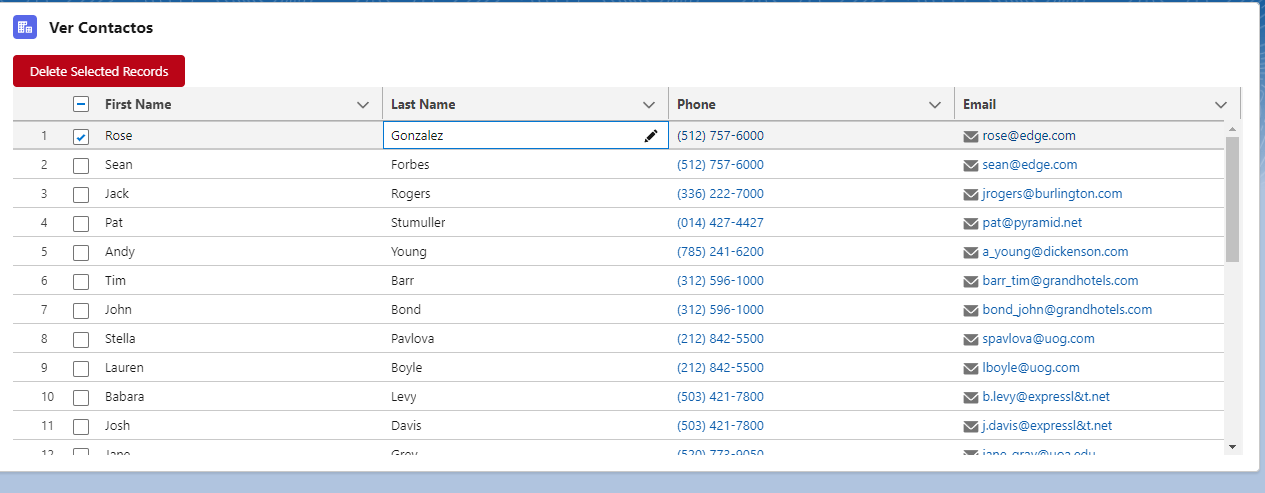 Ver Contactos
Delete Selected Records
First Name Last Name Phone Email
1 Rose Gonzalez (512) 757-6000 rose@edge.com
2 Sean Forbes (512) 757-6000 sean@edge.com
3 Jack Rogers (336) 222-7000 jrogers@burlington.com
4 Pat Stumuller (014) 427-4427 pat@pyramid.net
5 Andy Young (785) 241-6200 a_young@dickenson.com
6 Tim Barr (312) 596-1000 barr_tim@grandhotels.com
7 John Bond (312) 596-1000 bond_john@grandhotels.com
8 Stella Pavlova (212) 842-5500 spavlova@uog.com
9 Lauren Boyle (212) 842-5500 lboyle@uog.com
10 Babara Levy (503) 421-7800 b.levy@expressl&t.net
11 Josh Davis (503) 421-7800 j.davis@expressl&t.net
12 Jane Grey (520) 773-9050 jane_gray@uoa.edu